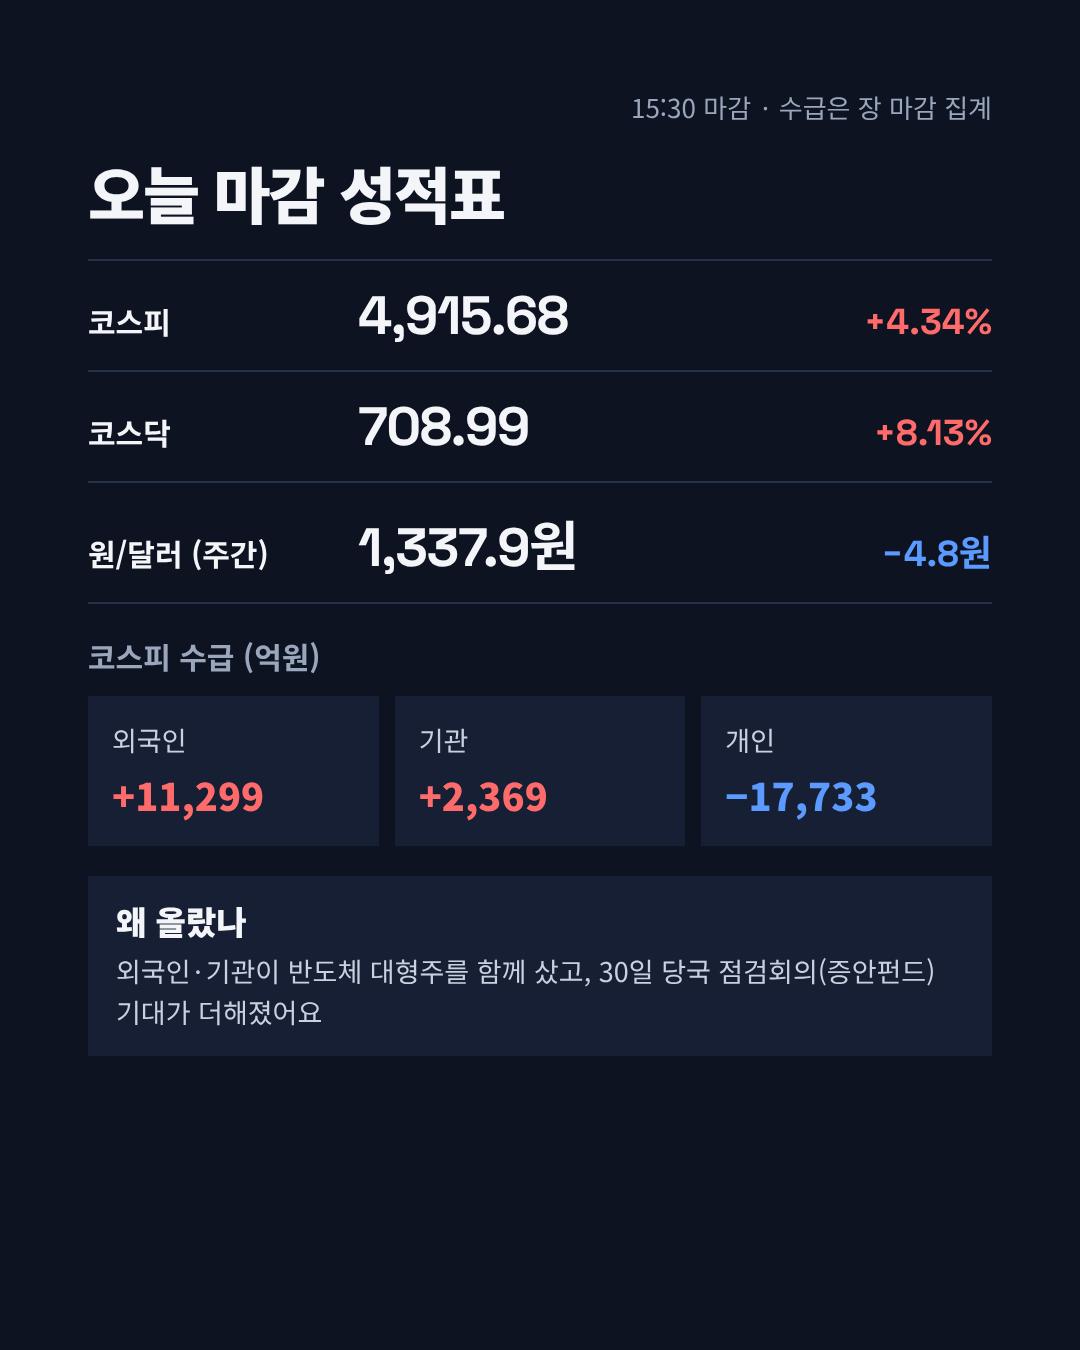 15:30 마감 · 수급은 장 마감 집계
오늘 마감 성적표
코스피 4,915.68 +4.34%
코스닥 708.99 +8.13%
원/달러 (주간) 1,337.9원 −4.8원
코스피 수급 (억원)
외국인 기관 개인
+11,299 +2,369 −17,733
왜 올랐나
외국인·기관이 반도체 대형주를 함께 샀고, 30일 당국 점검회의(증안펀드)
기대가 더해졌어요